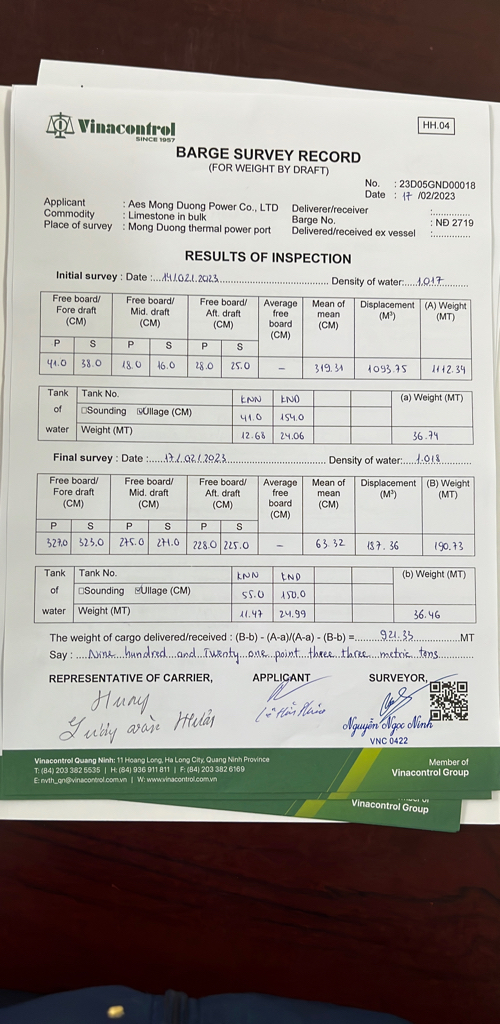 Vinacontrol
SINCE 1957
HH.04
BARGE SURVEY RECORD
(FOR WEIGHT BY DRAFT)
No. : 23D05GND00018
Date : 17 /02/2023
Applicant : Aes Mong Duong Power Co., LTD Deliverer/receiver :..............
Commodity : Limestone in bulk Barge No. : NĐ 2719
Place of survey : Mong Duong thermal power port Delivered/received ex vessel :..............
RESULTS OF INSPECTION
Initial survey : Date :...14/02/2023... Density of water:...1.017
Free board/ Fore draft (CM) Free board/ Mid. draft (CM) Free board/ Aft. draft (CM) Average free board (CM) Mean of mean (CM) Displacement (M³) (A) Weight (MT)
P S P S P S
41.0 38.0 18.0 16.0 28.0 25.0 – 319.31 1093.75 1112.34
Tank of water Tank No. kNN kND (a) Weight (MT)
□Sounding ☑Ullage (CM) 41.0 154.0
Weight (MT) 12.68 24.06 36.74
Final survey : Date :...17/02/2023 Density of water:...1.018
Free board/ Fore draft (CM) Free board/ Mid. draft (CM) Free board/ Aft. draft (CM) Average free board (CM) Mean of mean (CM) Displacement (M³) (B) Weight (MT)
P S P S P S
327.0 323.0 275.0 271.0 228.0 225.0 – 63.32 187.36 190.73
Tank of water Tank No. kNN kND (b) Weight (MT)
□Sounding ☑Ullage (CM) 55.0 150.0
Weight (MT) 11.47 24.99 36.46
The weight of cargo delivered/received : (B-b) - (A-a)/(A-a) - (B-b) =...921.33...MT
Say : ...Nine hundred and Twenty one point three three metric tons
REPRESENTATIVE OF CARRIER, APPLICANT SURVEYOR,
Nguyễn Ngọc Ninh
VNC 0422
Vinacontrol Quang Ninh: 11 Hoang Long, Ha Long City, Quang Ninh Province
T: (84) 203 382 5535 | H: (84) 936 911 811 | F: (84) 203 382 6169
E: nvth_qn@vinacontrol.com.vn | W: www.vinacontrol.com.vn
Member of
Vinacontrol Group
Vinacontrol Group